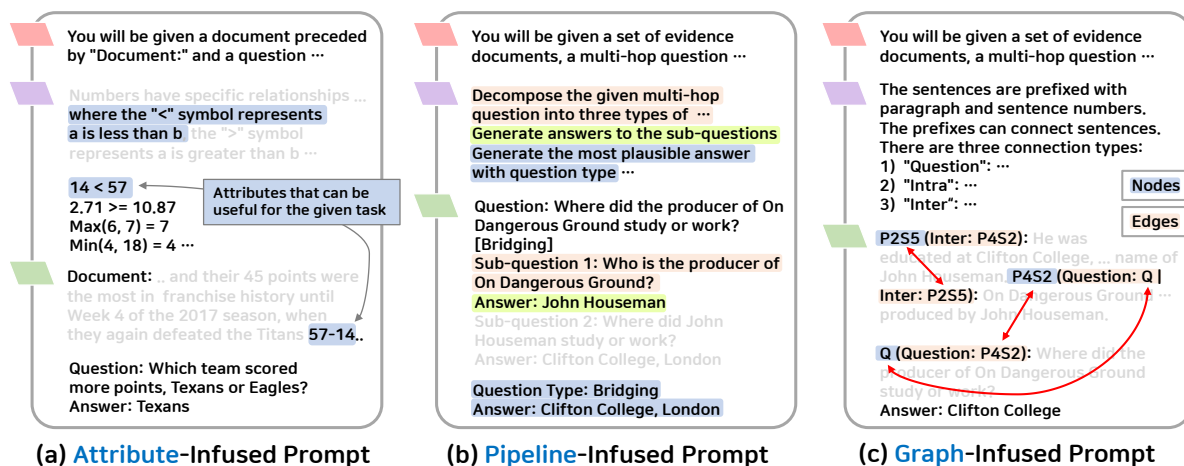 You will be given a document preceded
by "Document:" and a question ⋯
Numbers have specific relationships ...
where the "<" symbol represents
a is less than b the ">" symbol
represents a is greater than b ⋯
14 < 57
2.71 >= 10.87
Max(6, 7) = 7
Min(4, 18) = 4 ⋯
Attributes that can be
useful for the given task
Document: .. and their 45 points were
the most in franchise history until
Week 4 of the 2017 season, when
they again defeated the Titans 57-14..
Question: Which team scored
more points, Texans or Eagles?
Answer: Texans
(a) Attribute-Infused Prompt
You will be given a set of evidence
documents, a multi-hop question ⋯
Decompose the given multi-hop
question into three types of ⋯
Generate answers to the sub-questions
Generate the most plausible answer
with question type ⋯
Question: Where did the producer of On
Dangerous Ground study or work?
[Bridging]
Sub-question 1: Who is the producer of
On Dangerous Ground?
Answer: John Houseman
Sub-question 2: Where did John
Houseman study or work?
Answer: Clifton College, London
Question Type: Bridging
Answer: Clifton College, London
(b) Pipeline-Infused Prompt
You will be given a set of evidence
documents, a multi-hop question ⋯
The sentences are prefixed with
paragraph and sentence numbers.
The prefixes can connect sentences.
There are three connection types:
1) "Question": ⋯
2) "Intra": ⋯
3) "Inter": ⋯
Nodes
Edges
P2S5 (Inter: P4S2): He was
educated at Clifton College, ... name of
John Houseman. P4S2 (Question: Q |
Inter: P2S5): On Dangerous Ground ⋯
produced by John Houseman.
Q (Question: P4S2): Where did the
producer of On Dangerous Ground
study or work?
Answer: Clifton College
(c) Graph-Infused Prompt